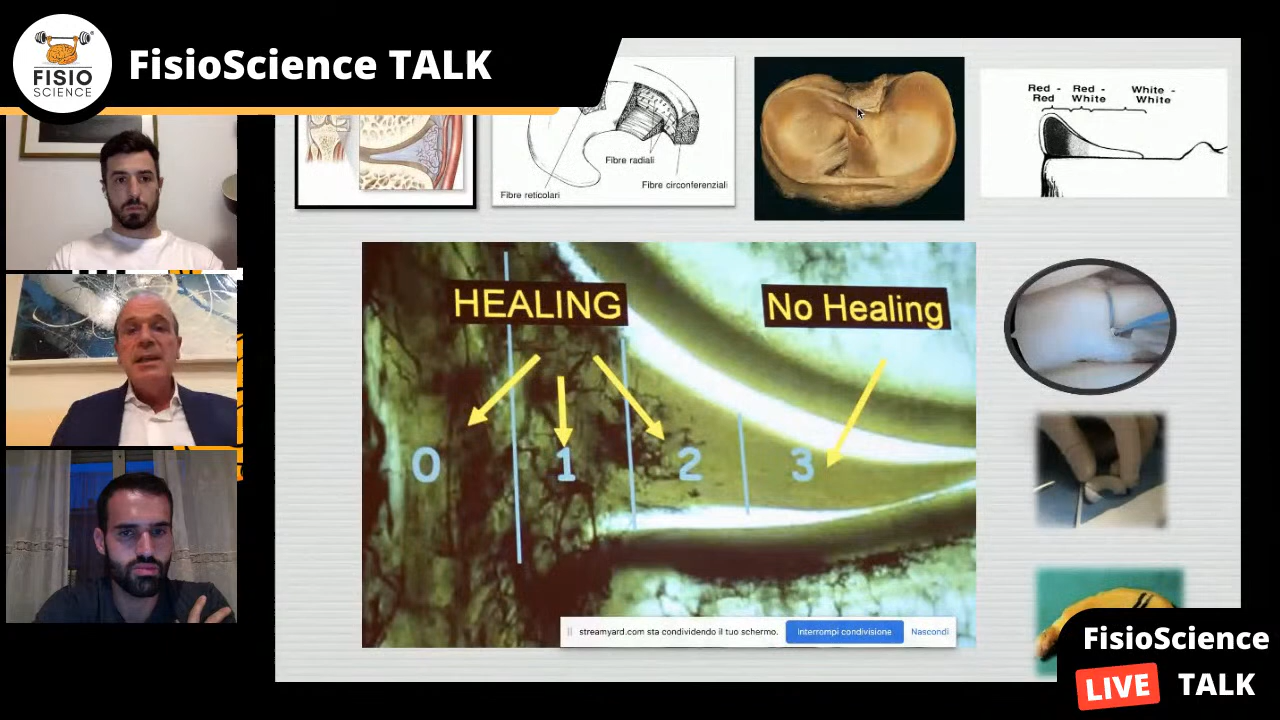 FISIO
SCIENCE
FisioScience TALK
Fibre radiali
Fibre circonferenziali
Fibre reticolari
Red - Red - White -
Red White White
HEALING
No Healing
0 1 2 3
streamyard.com sta condividendo il tuo schermo. Interrompi condivisione Nascondi
FisioScience
LIVE TALK